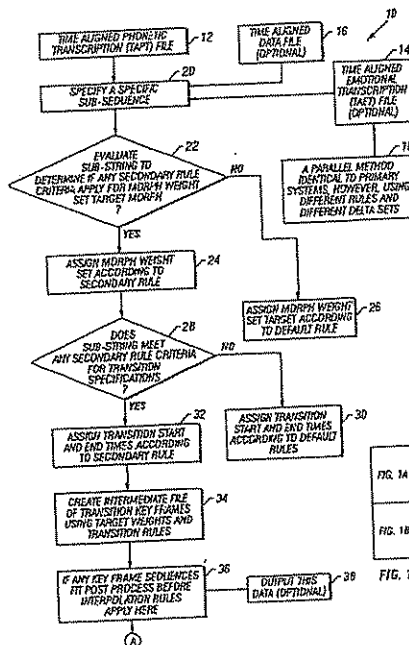 10
TIME ALIGNED PHONETIC
TRANSCRIPTION (TAPT) FILE
12
TIME ALIGNED
DATA FILE
(OPTIONAL)
16
14
TIME ALIGNED
EMOTIONAL
TRANSCRIPTION
(TAET) FILE
(OPTIONAL)
20
SPECIFY A SPECIFIC
SUB-SEQUENCE
22
EVALUATE
SUB-STRING TO
DETERMINE IF ANY SECONDARY RULE
CRITERIA APPLY FOR MORPH WEIGHT
SET TARGET MORPH
?
NO
YES
A PARALLEL METHOD
IDENTICAL TO PRIMARY
SYSTEMS, HOWEVER, USING
DIFFERENT RULES AND
DIFFERENT DELTA SETS
ASSIGN MORPH WEIGHT
SET ACCORDING TO
SECONDARY RULE
24
ASSIGN MORPH WEIGHT
SET TARGET ACCORDING
TO DEFAULT RULE
26
28
DOES
SUB-STRING MEET
ANY SECONDARY RULE CRITERIA
FOR TRANSITION
SPECIFICATIONS
?
NO
YES
32
ASSIGN TRANSITION START
AND END TIMES ACCORDING
TO SECONDARY RULE
ASSIGN TRANSITION START
AND END TIMES
ACCORDING TO DEFAULT
RULES
30
CREATE INTERMEDIATE FILE
OF TRANSITION KEY FRAMES
USING TARGET WEIGHTS AND
TRANSITION RULES
34
36
IF ANY KEY FRAME SEQUENCES
FIT POST PROCESS BEFORE
INTERPOLATION RULES
APPLY HERE
OUTPUT THIS
DATA (OPTIONAL)
38
A
FIG. 1A
FIG. 1B
FIG. 1